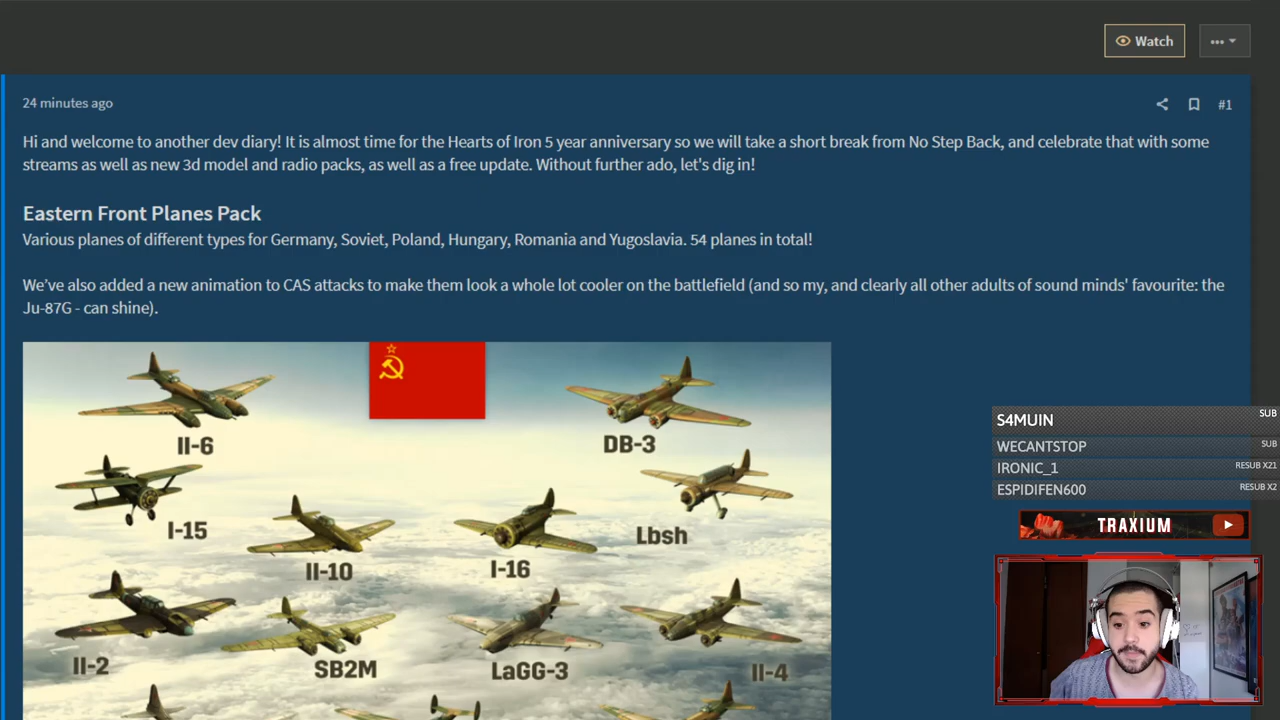 Watch
24 minutes ago
#1
Hi and welcome to another dev diary! It is almost time for the Hearts of Iron 5 year anniversary so we will take a short break from No Step Back, and celebrate that with some
streams as well as new 3d model and radio packs, as well as a free update. Without further ado, let's dig in!
Eastern Front Planes Pack
Various planes of different types for Germany, Soviet, Poland, Hungary, Romania and Yugoslavia. 54 planes in total!
We've also added a new animation to CAS attacks to make them look a whole lot cooler on the battlefield (and so my, and clearly all other adults of sound minds' favourite: the
Ju-87G - can shine).
Il-6
DB-3
I-15
Il-10
I-16
Lbsh
Il-2
SB2M
LaGG-3
Il-4
S4MUIN SUB
WECANTSTOP SUB
IRONIC_1 RESUB X21
ESPIDIFEN600 RESUB X2
TRAXIUM